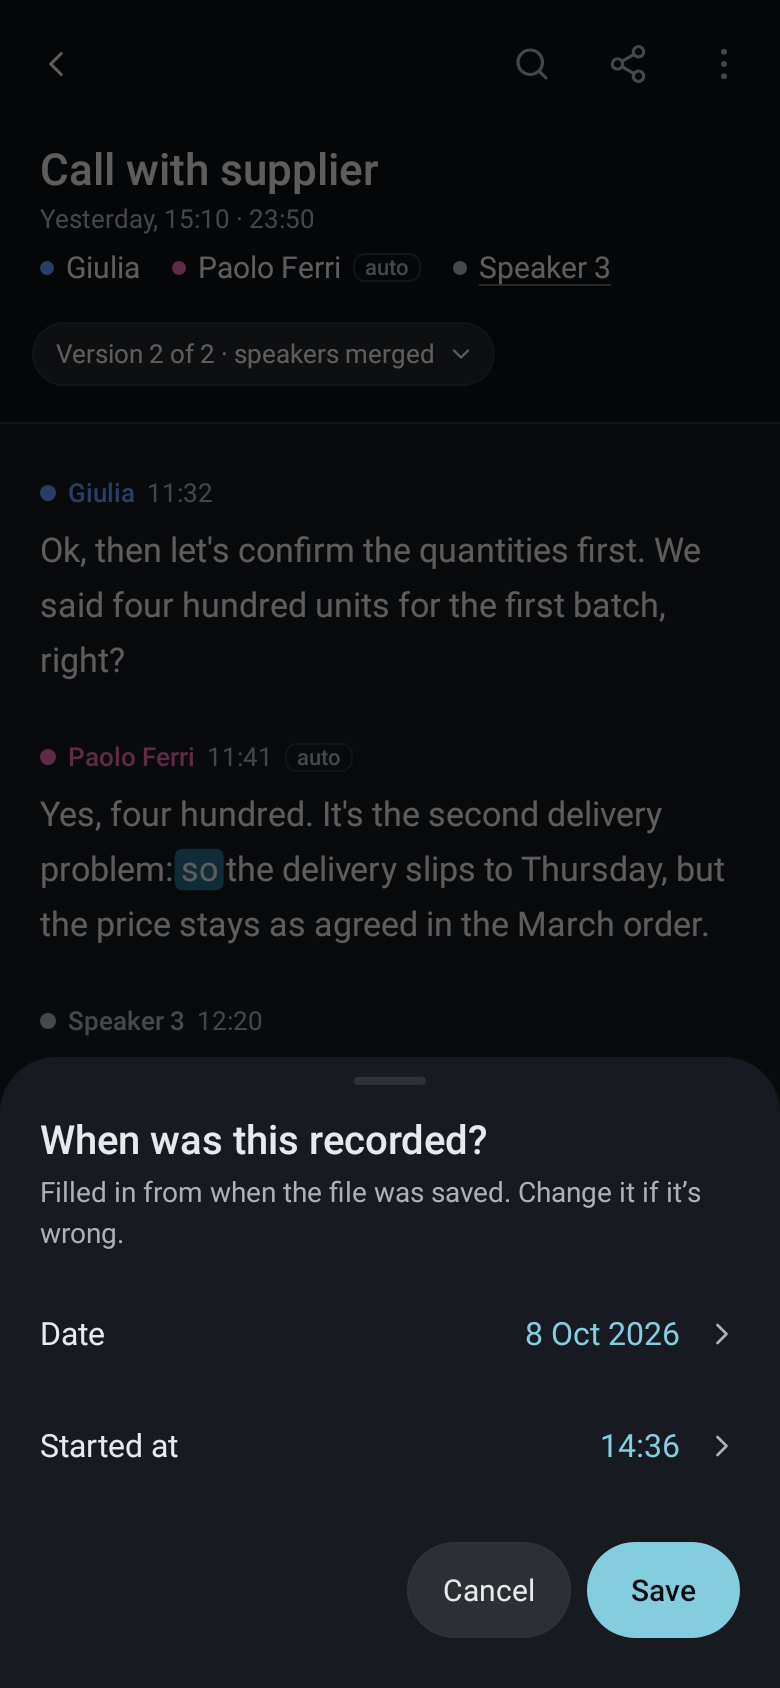 Call with supplier
Yesterday, 15:10 · 23:50
Giulia Paolo Ferri auto Speaker 3
Version 2 of 2 · speakers merged
Giulia 11:32
Ok, then let's confirm the quantities first. We
said four hundred units for the first batch,
right?
Paolo Ferri 11:41 auto
Yes, four hundred. It's the second delivery
problem: so the delivery slips to Thursday, but
the price stays as agreed in the March order.
Speaker 3 12:20
When was this recorded?
Filled in from when the file was saved. Change it if it’s
wrong.
Date 8 Oct 2026
Started at 14:36
Cancel Save